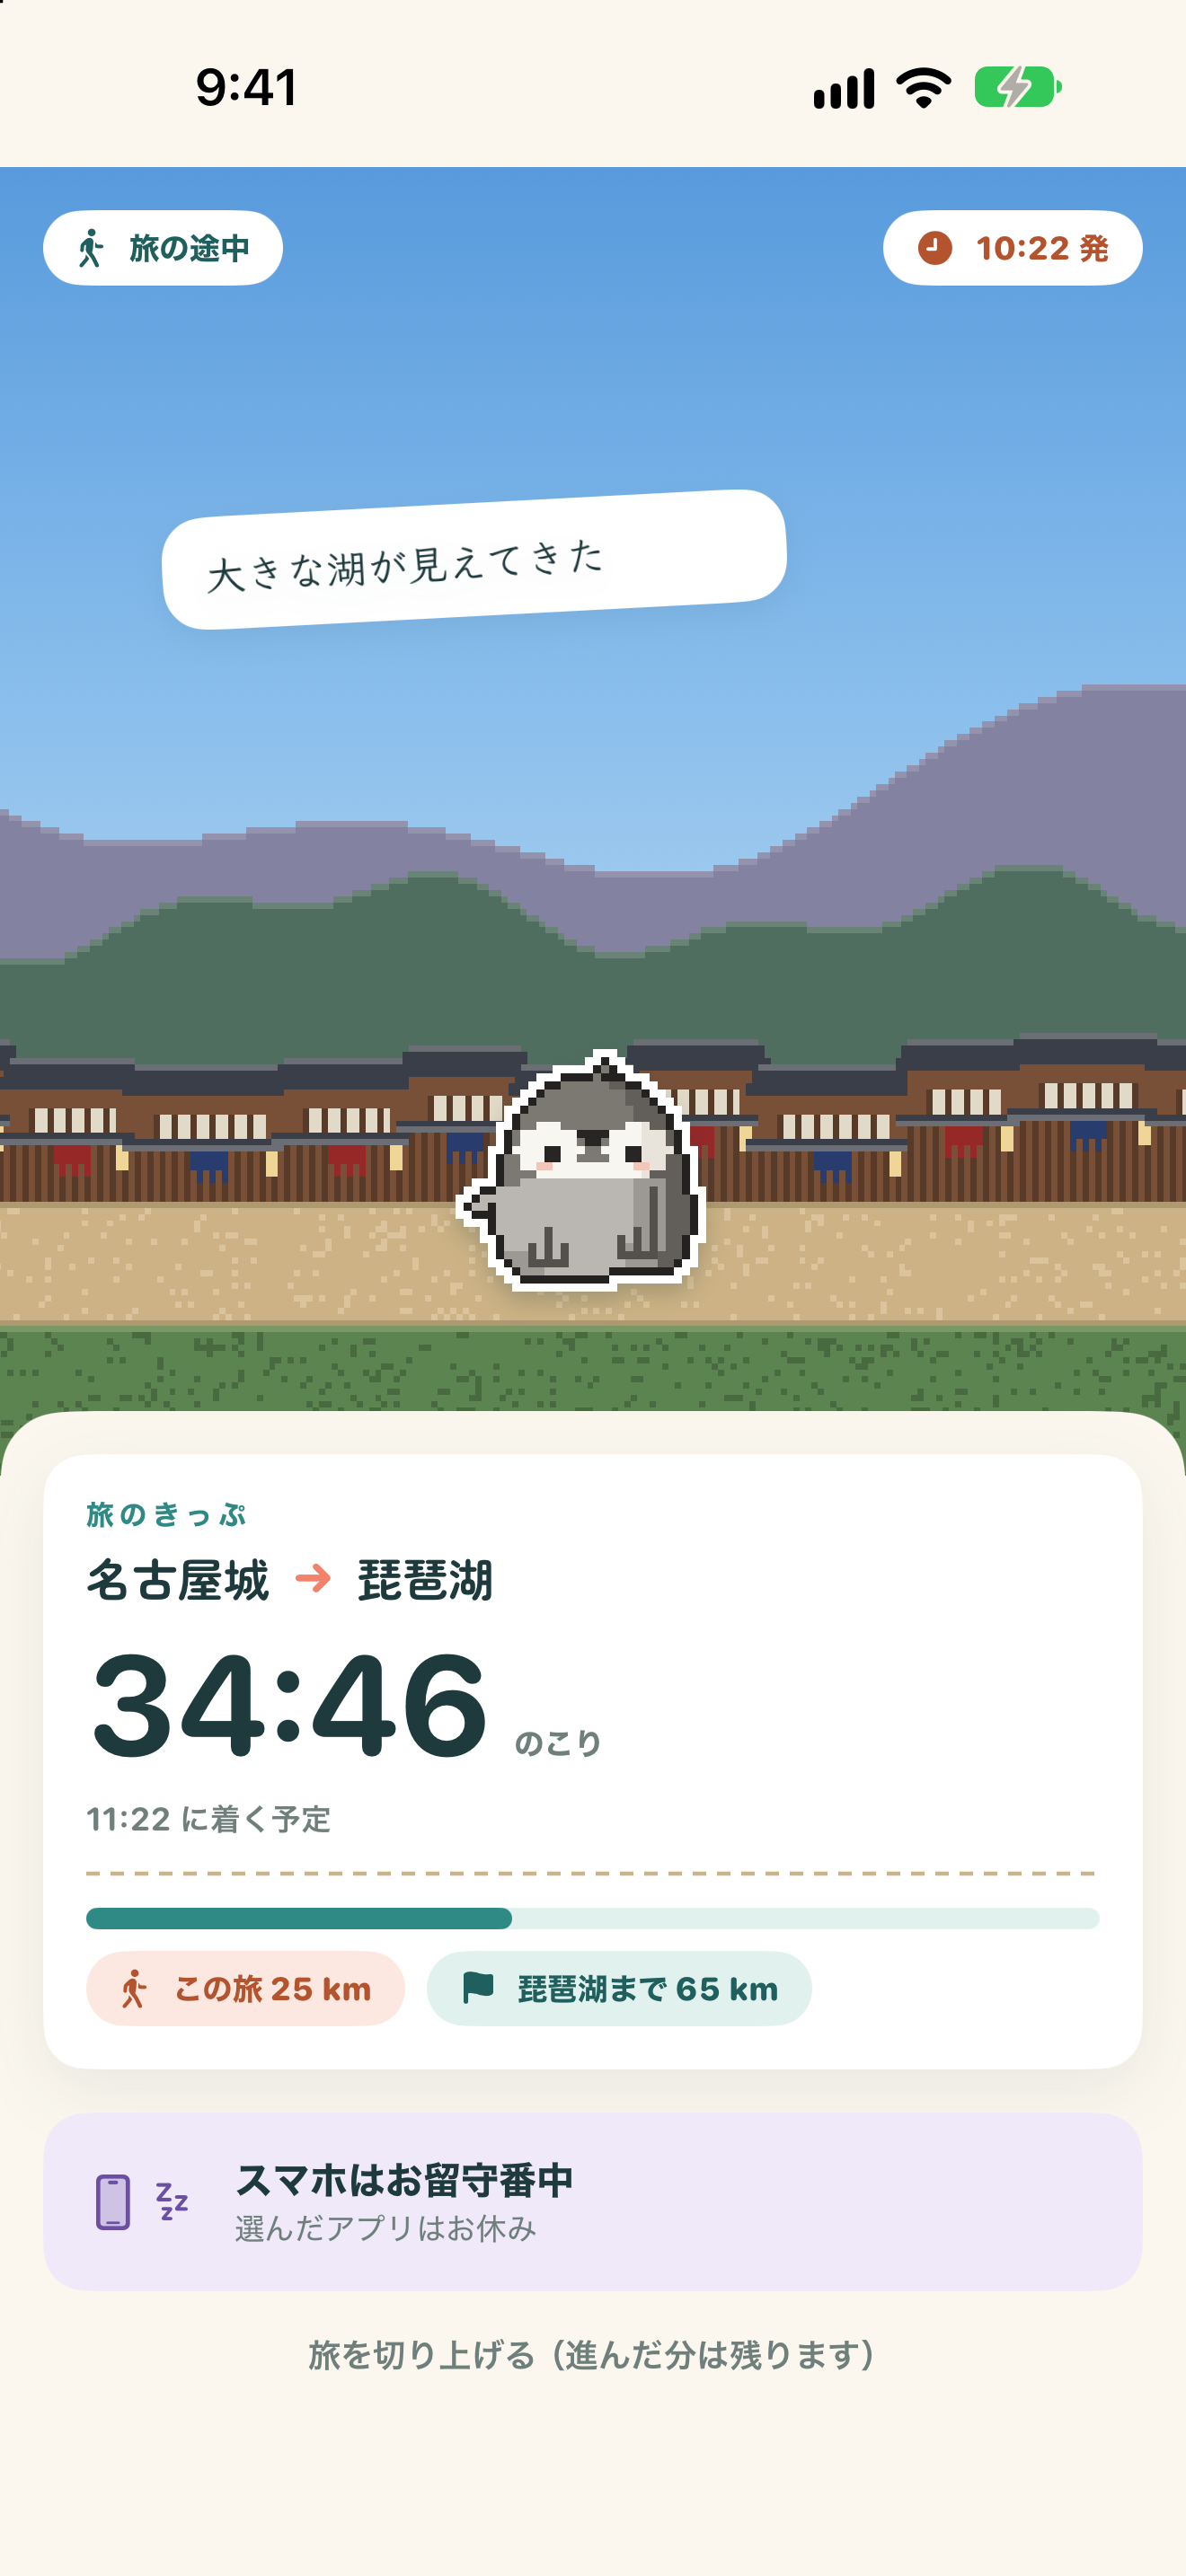 9:41
旅の途中
10:22 発
大きな湖が見えてきた
旅のきっぷ
名古屋城 → 琵琶湖
34:46 のこり
11:22 に着く予定
この旅 25 km
琵琶湖まで 65 km
zzz
スマホはお留守番中
選んだアプリはお休み
旅を切り上げる（進んだ分は残ります）